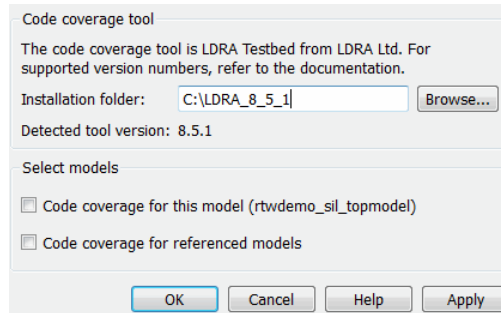 Code coverage tool
The code coverage tool is LDRA Testbed from LDRA Ltd. For
supported version numbers, refer to the documentation.
Installation folder: C:\LDRA_8_5_1 Browse...
Detected tool version: 8.5.1
Select models
Code coverage for this model (rtwdemo_sil_topmodel)
Code coverage for referenced models
OK Cancel Help Apply